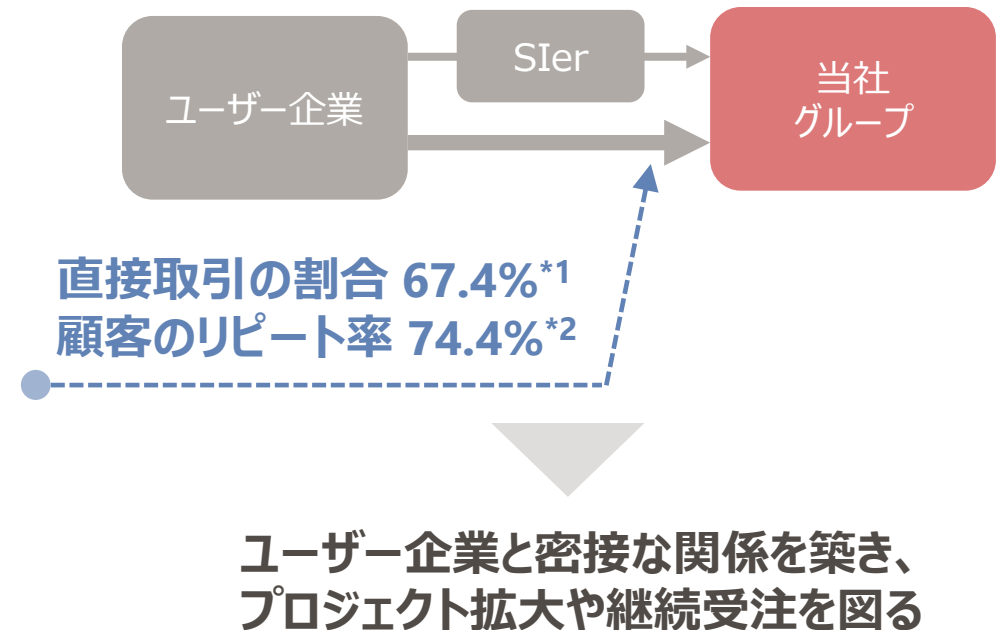 ユーザー企業
SIer
当社
グループ
直接取引の割合 67.4%*1
顧客のリピート率 74.4%*2
ユーザー企業と密接な関係を築き、
プロジェクト拡大や継続受注を図る